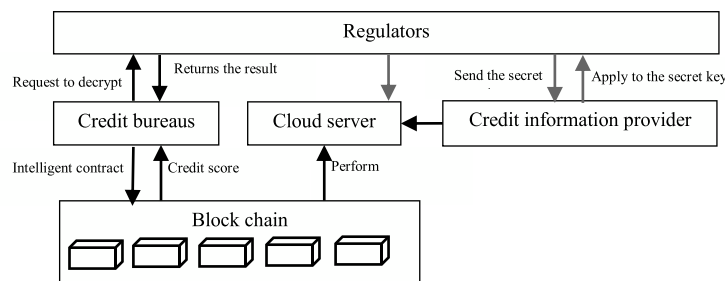 Regulators
Request to decrypt
Returns the result
Send the secret
Apply to the secret key
Credit bureaus
Cloud server
Credit information provider
Intelligent contract
Credit score
Perform
Block chain